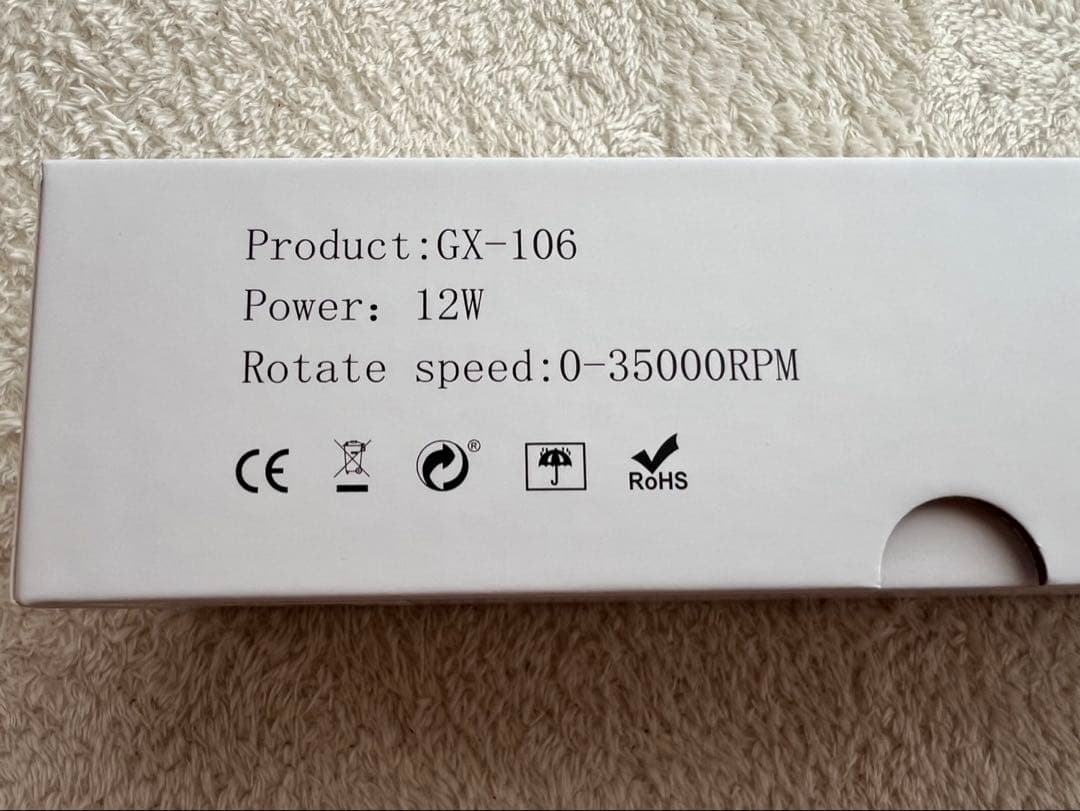 Product:GX-106
Power: 12W
Rotate speed:0-35000RPM
CE ® RoHS